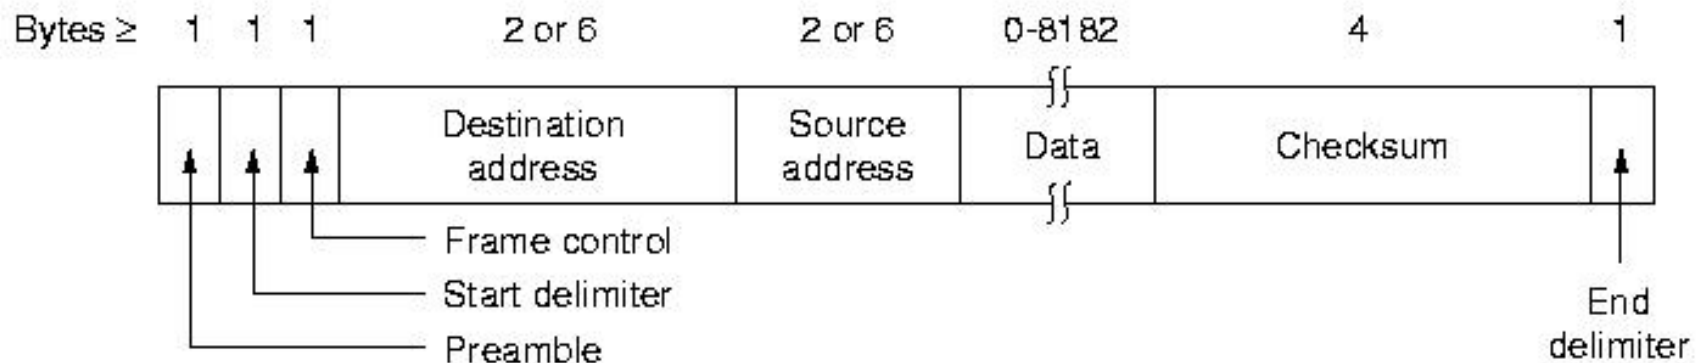 Bytes ≥ 1 1 1 2 or 6 2 or 6 0-8182 4 1
Destination
address
Source
address
Data
Checksum
Frame control
Start delimiter
Preamble
End
delimiter